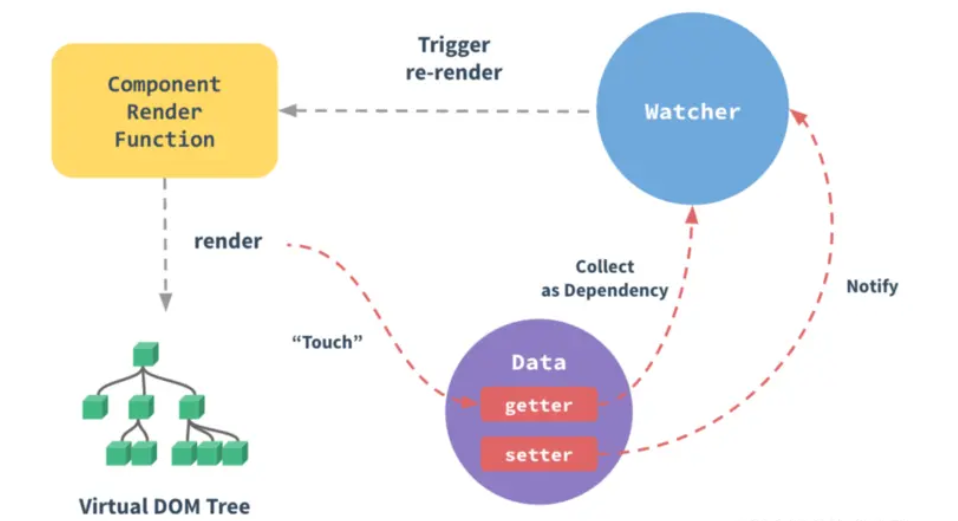 Trigger
re-render
Component
Render
Function
Watcher
render
Collect
as Dependency
Notify
“Touch”
Data
getter
setter
Virtual DOM Tree